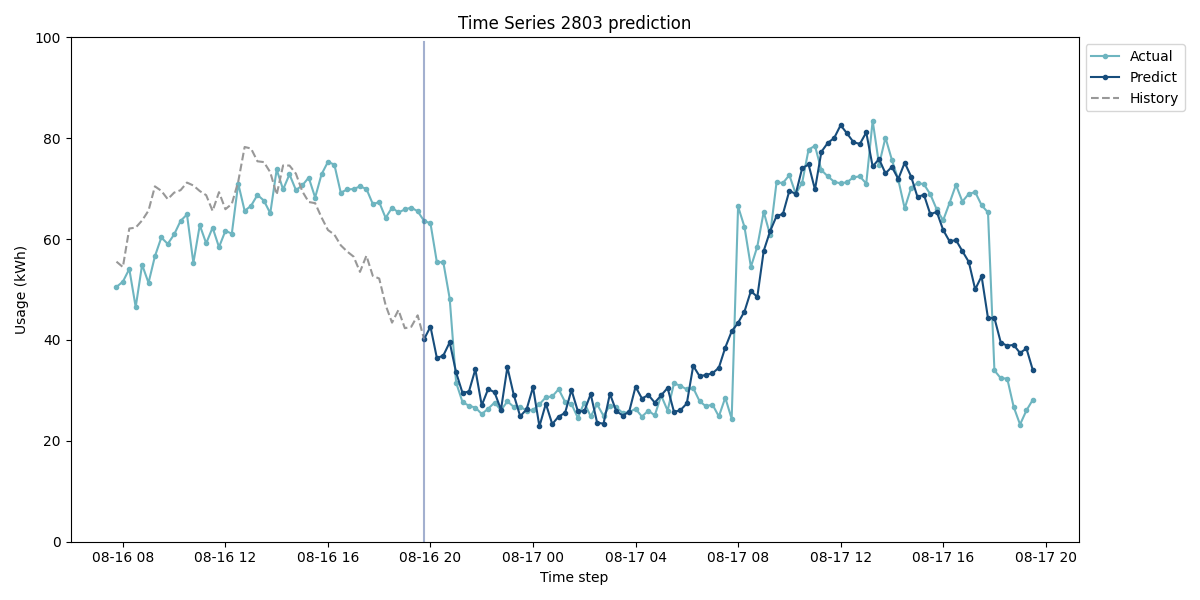 Time Series 2803 prediction
Usage (kWh)
100
80
60
40
20
0
08-16 08
08-16 12
08-16 16
08-16 20
08-17 00
08-17 04
08-17 08
08-17 12
08-17 16
08-17 20
Time step
Actual
Predict
History